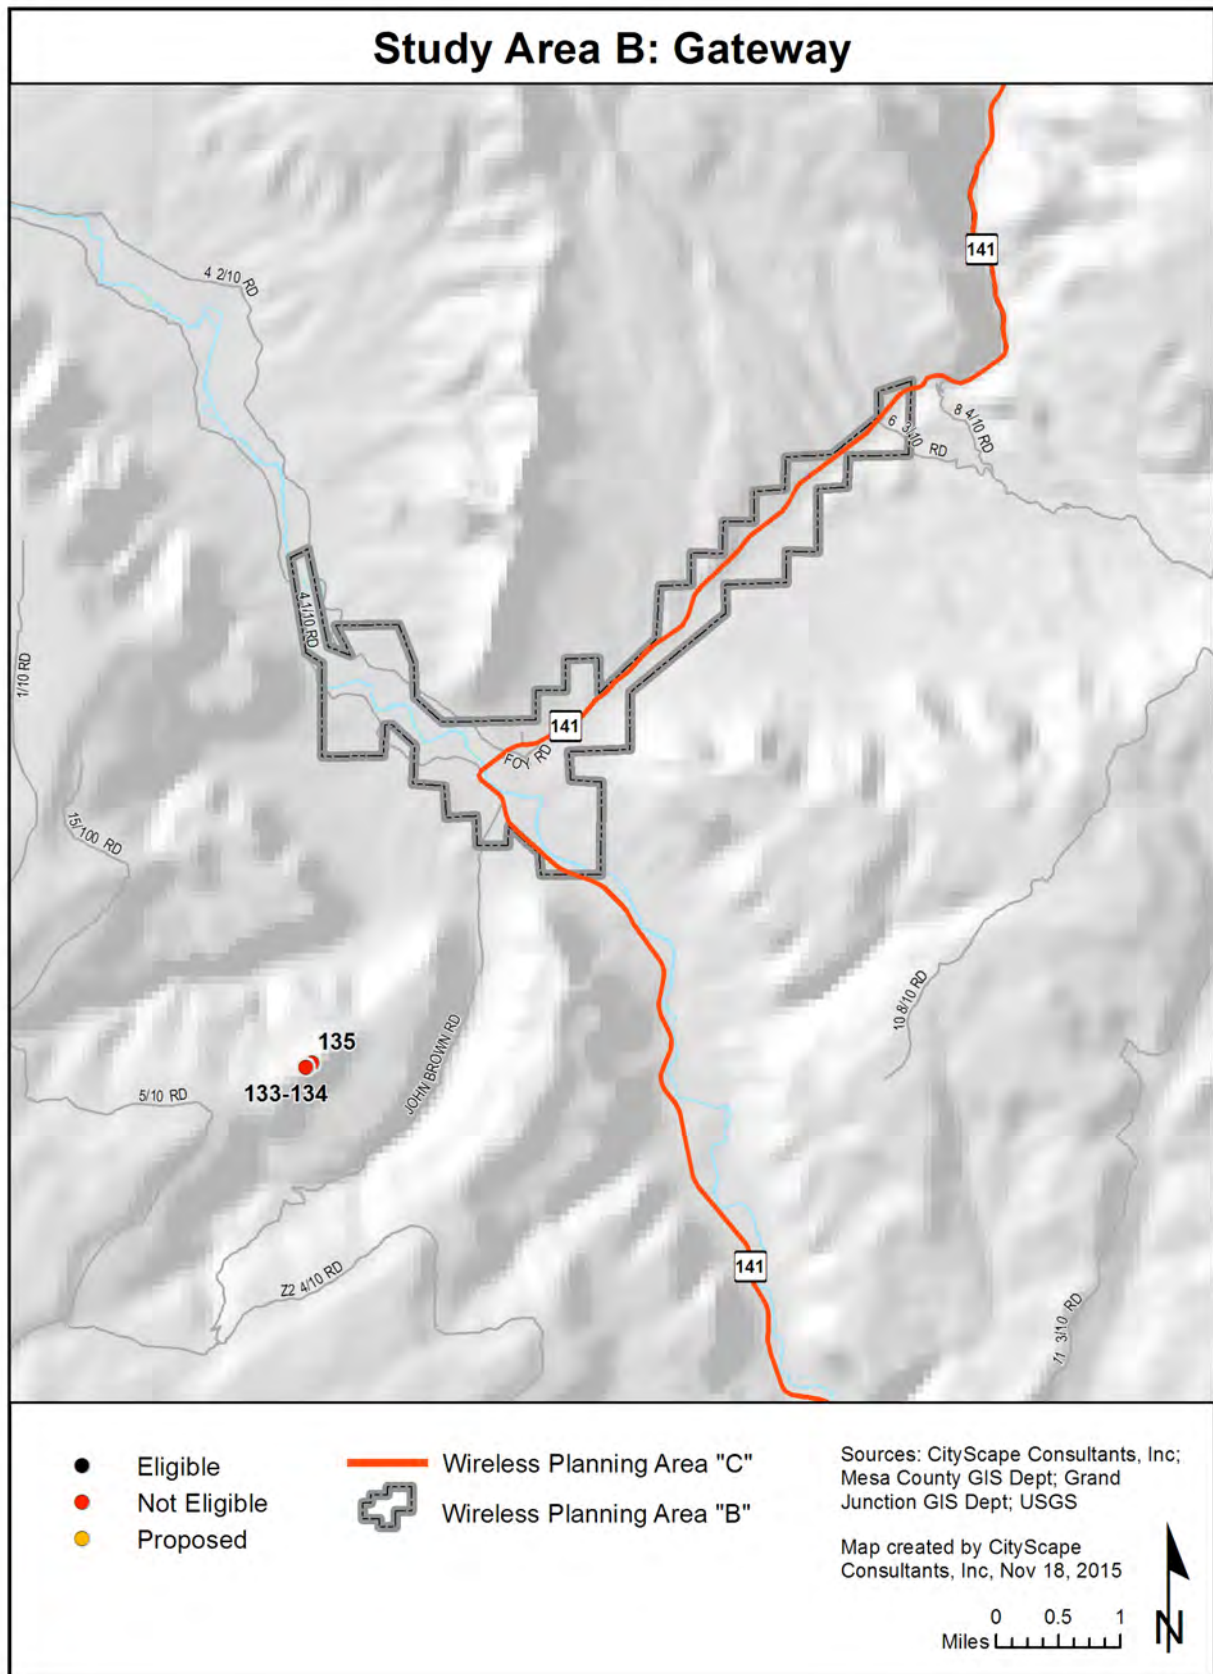 Study Area B: Gateway
141
4 2/10 RD
8 4/10 RD
6 3/10 RD
4 1/10 RD
1/10 RD
141
FOY RD
15/100 RD
10 8/10 RD
135
133-134
JOHN BROWN RD
5/10 RD
141
Z2 4/10 RD
11 3/10 RD
Eligible
Not Eligible
Proposed
Wireless Planning Area "C"
Wireless Planning Area "B"
Sources: CityScape Consultants, Inc;
Mesa County GIS Dept; Grand
Junction GIS Dept; USGS
Map created by CityScape
Consultants, Inc, Nov 18, 2015
0 0.5 1
Miles
N